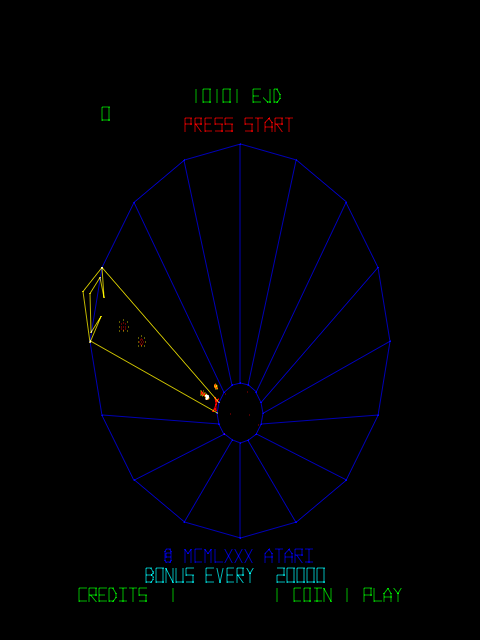 10101 EJD
0
PRESS START
© MCMLXXX ATARI
BONUS EVERY 20000
CREDITS 1 1 COIN 1 PLAY